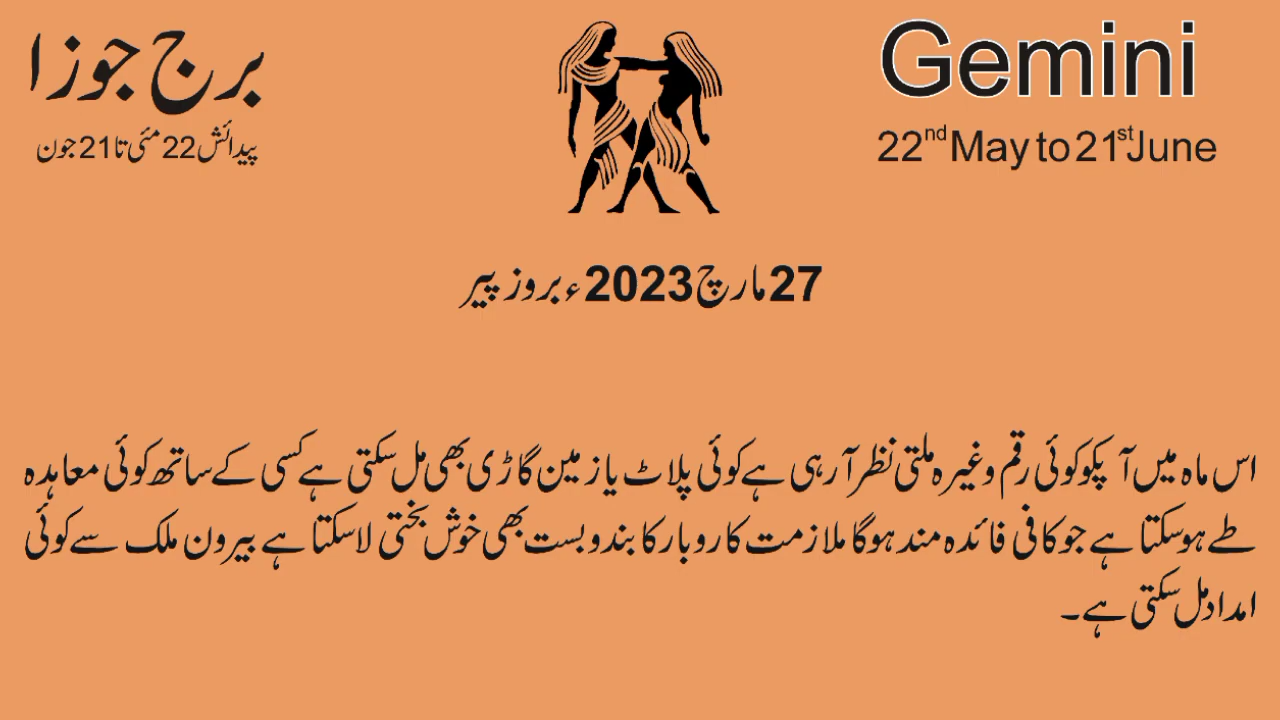 برج جوزا
پیدائش 22 مئی تا 21 جون
Gemini
22nd May to 21st June
27 مارچ 2023ء بروز پیر
اس ماہ میں آپکو کوئی رقم وغیرہ ملتی نظر آرہی ہے کوئی پلاٹ یا زمین گاڑی بھی مل سکتی ہے کسی کے ساتھ کوئی معاہدہ
طے ہوسکتا ہے جو کافی فائدہ مند ہوگا ملازمت کاروبار کا بندوبست بھی خوش بختی لاسکتا ہے بیرون ملک سے کوئی
امداد مل سکتی ہے۔